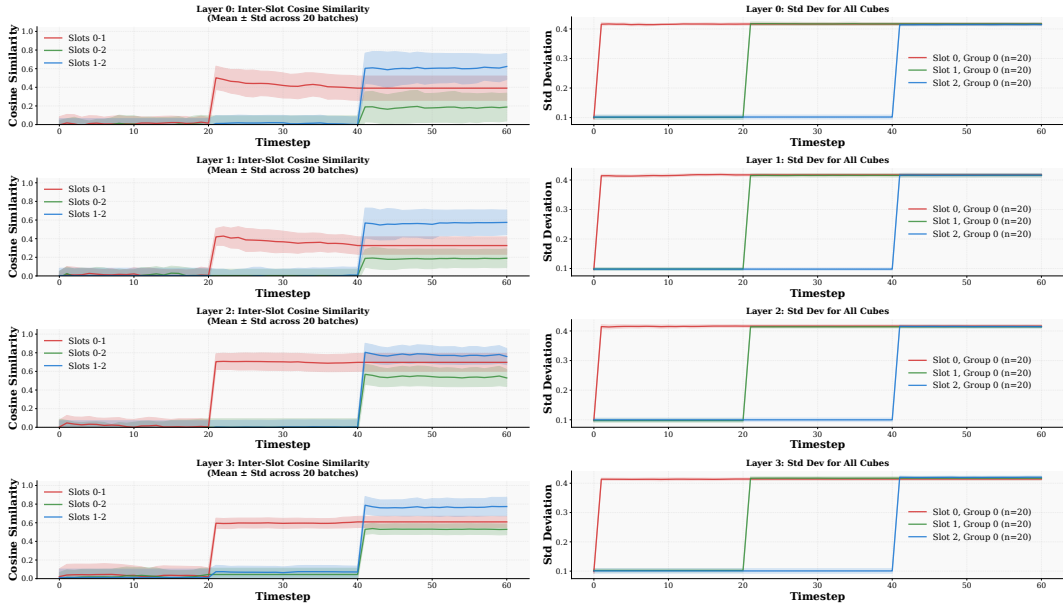 Layer 0: Inter-Slot Cosine Similarity
(Mean ± Std across 20 batches)
Cosine Similarity
1.0
0.8
0.6
0.4
0.2
0.0
Slots 0-1
Slots 0-2
Slots 1-2
0 10 20 30 40 50 60
Timestep
Layer 0: Std Dev for All Cubes
Std Deviation
0.4
0.3
0.2
0.1
Slot 0, Group 0 (n=20)
Slot 1, Group 0 (n=20)
Slot 2, Group 0 (n=20)
0 10 20 30 40 50 60
Timestep
Layer 1: Inter-Slot Cosine Similarity
(Mean ± Std across 20 batches)
Cosine Similarity
1.0
0.8
0.6
0.4
0.2
0.0
Slots 0-1
Slots 0-2
Slots 1-2
0 10 20 30 40 50 60
Timestep
Layer 1: Std Dev for All Cubes
Std Deviation
0.4
0.3
0.2
0.1
Slot 0, Group 0 (n=20)
Slot 1, Group 0 (n=20)
Slot 2, Group 0 (n=20)
0 10 20 30 40 50 60
Timestep
Layer 2: Inter-Slot Cosine Similarity
(Mean ± Std across 20 batches)
Cosine Similarity
1.0
0.8
0.6
0.4
0.2
0.0
Slots 0-1
Slots 0-2
Slots 1-2
0 10 20 30 40 50 60
Timestep
Layer 2: Std Dev for All Cubes
Std Deviation
0.4
0.3
0.2
0.1
Slot 0, Group 0 (n=20)
Slot 1, Group 0 (n=20)
Slot 2, Group 0 (n=20)
0 10 20 30 40 50 60
Timestep
Layer 3: Inter-Slot Cosine Similarity
(Mean ± Std across 20 batches)
Cosine Similarity
1.0
0.8
0.6
0.4
0.2
0.0
Slots 0-1
Slots 0-2
Slots 1-2
0 10 20 30 40 50 60
Timestep
Layer 3: Std Dev for All Cubes
Std Deviation
0.4
0.3
0.2
0.1
Slot 0, Group 0 (n=20)
Slot 1, Group 0 (n=20)
Slot 2, Group 0 (n=20)
0 10 20 30 40 50 60
Timestep